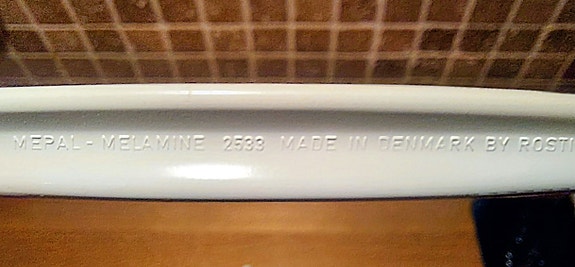 MEPAL - MELAMINE 2533 MADE IN DENMARK BY ROSTI